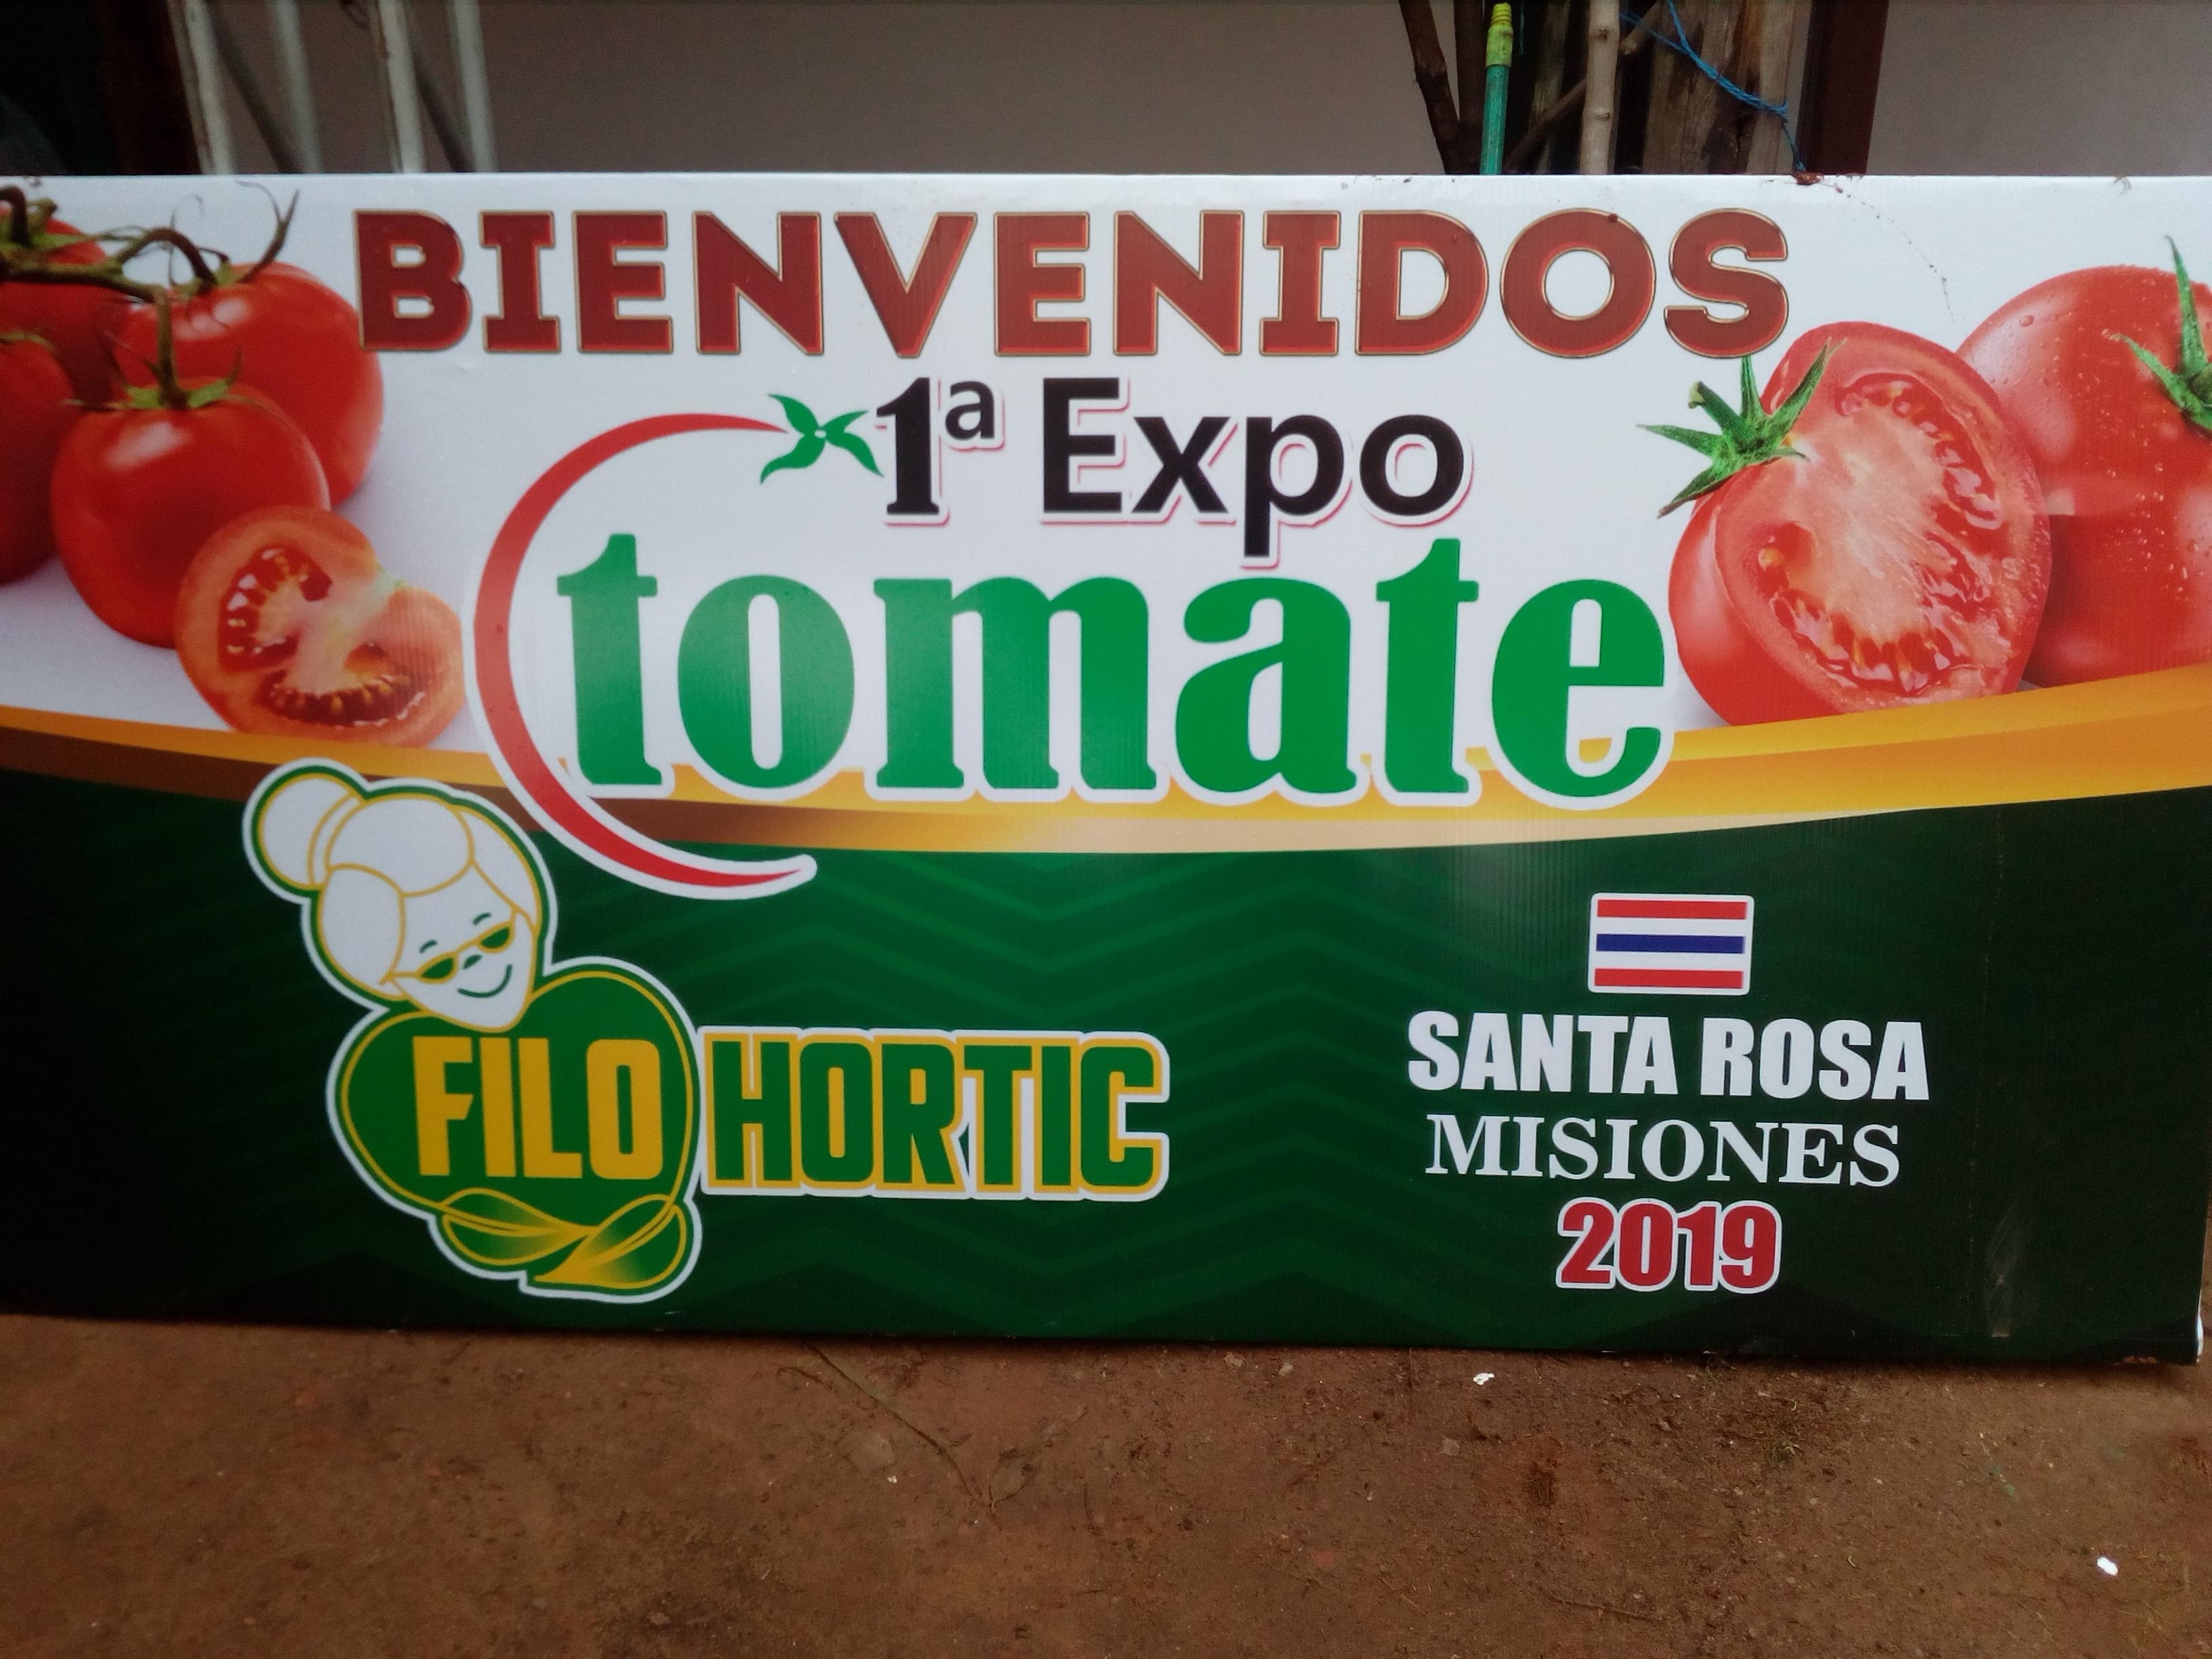 BIENVENIDOS
1ª Expo
tomate
FILO HORTIC
SANTA ROSA
MISIONES
2019